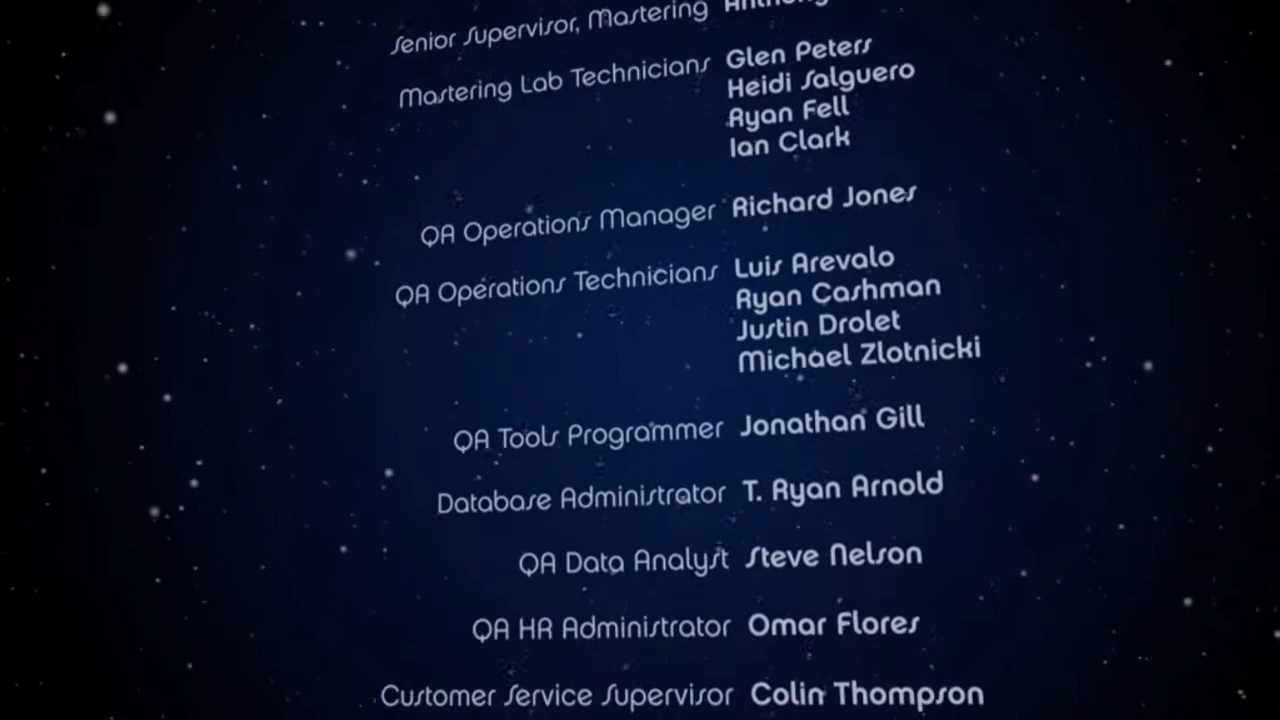 Senior Supervisor, Mastering
Mastering Lab Technicians Glen Peters
Heidi Salguero
Ryan Fell
Ian Clark
QA Operations Manager Richard Jones
QA Operations Technicians Luis Arevalo
Ryan Cashman
Justin Drolet
Michael Zlotnicki
QA Tools Programmer Jonathan Gill
Database Administrator T. Ryan Arnold
QA Data Analyst Steve Nelson
QA HR Administrator Omar Flores
Customer Service Supervisor Colin Thompson